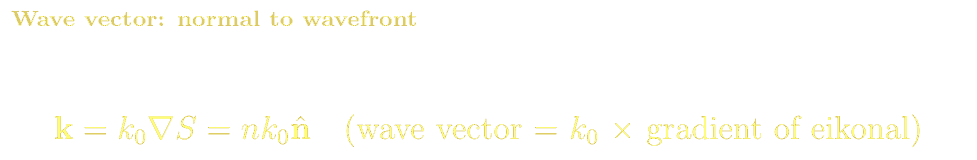 Wave vector: normal to wavefront
𝐤 = k₀∇S = nk₀𝐧̂ (wave vector = k₀ × gradient of eikonal)